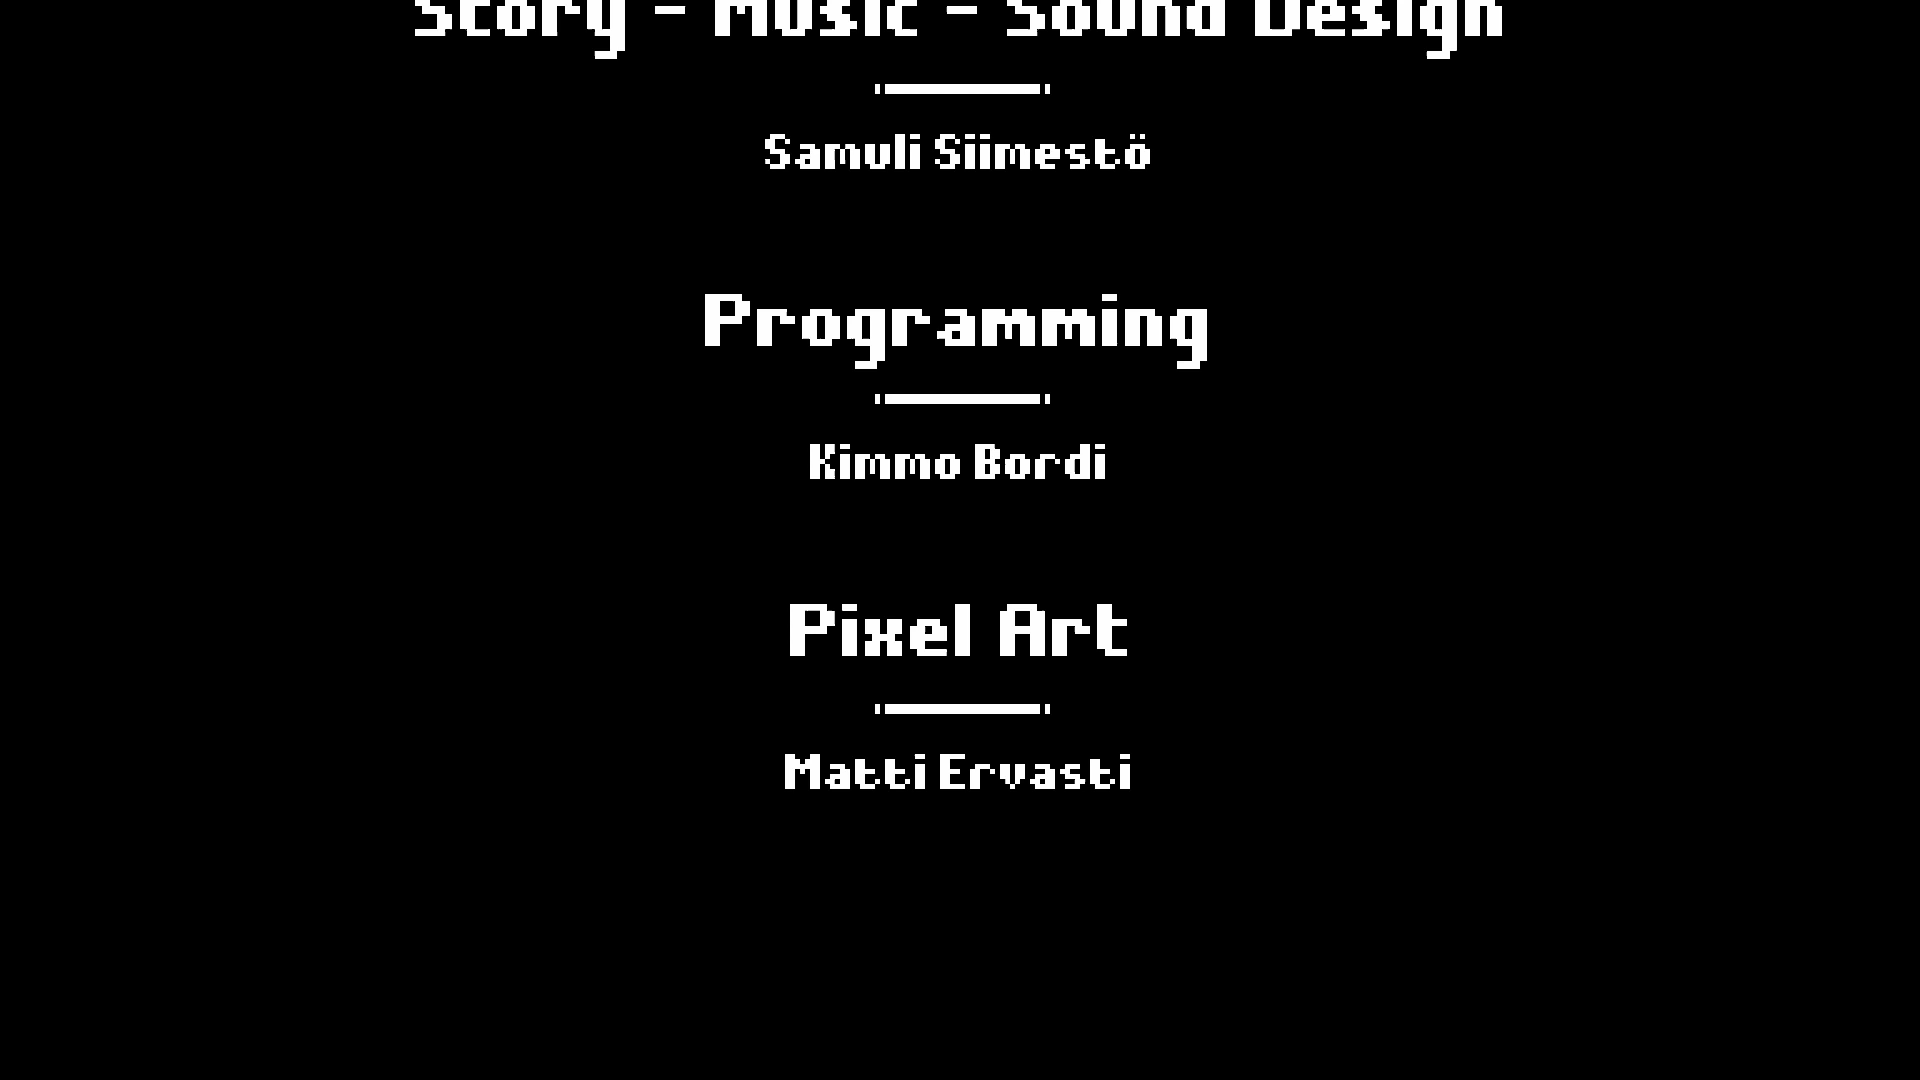 Story - Music - Sound Design
Samuli Siimestö
Programming
Kimmo Bordi
Pixel Art
Matti Ervasti